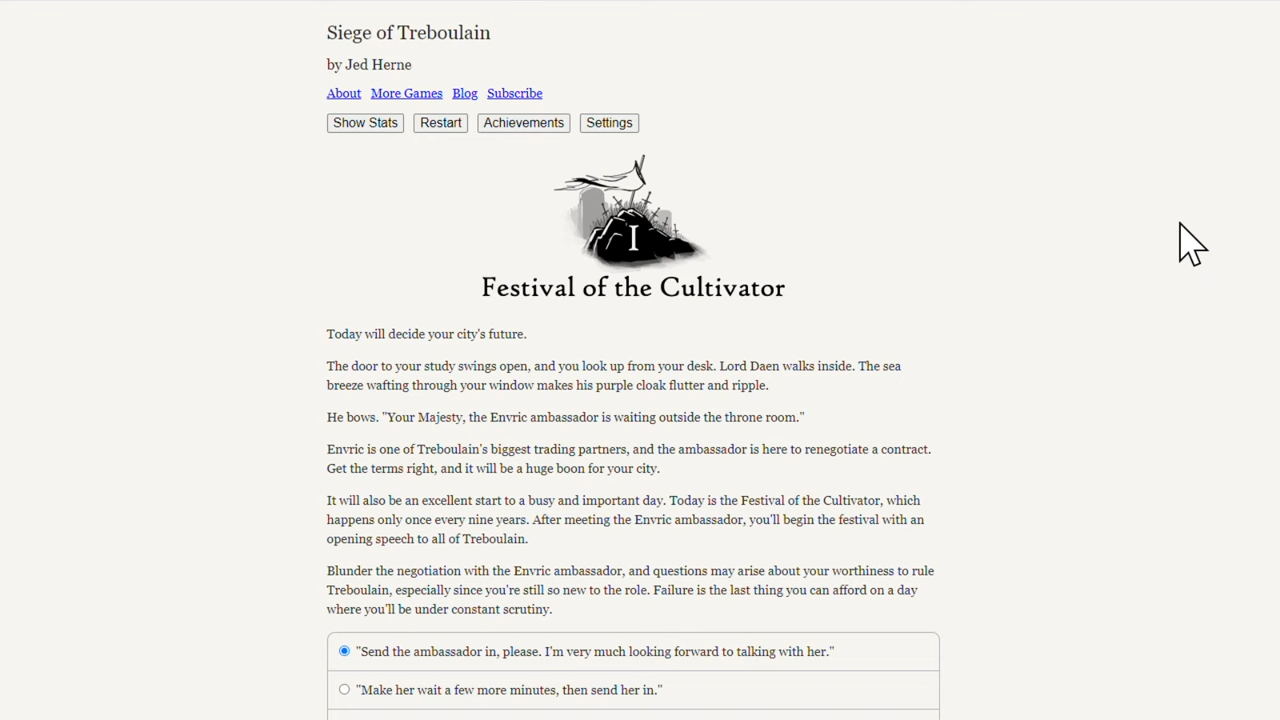 Siege of Treboulain
by Jed Herne
About More Games Blog Subscribe
Show Stats Restart Achievements Settings
I
Festival of the Cultivator
Today will decide your city's future.
The door to your study swings open, and you look up from your desk. Lord Daen walks inside. The sea
breeze wafting through your window makes his purple cloak flutter and ripple.
He bows. "Your Majesty, the Envric ambassador is waiting outside the throne room."
Envric is one of Treboulain's biggest trading partners, and the ambassador is here to renegotiate a contract.
Get the terms right, and it will be a huge boon for your city.
It will also be an excellent start to a busy and important day. Today is the Festival of the Cultivator, which
happens only once every nine years. After meeting the Envric ambassador, you'll begin the festival with an
opening speech to all of Treboulain.
Blunder the negotiation with the Envric ambassador, and questions may arise about your worthiness to rule
Treboulain, especially since you're still so new to the role. Failure is the last thing you can afford on a day
where you'll be under constant scrutiny.
"Send the ambassador in, please. I'm very much looking forward to talking with her."
"Make her wait a few more minutes, then send her in."